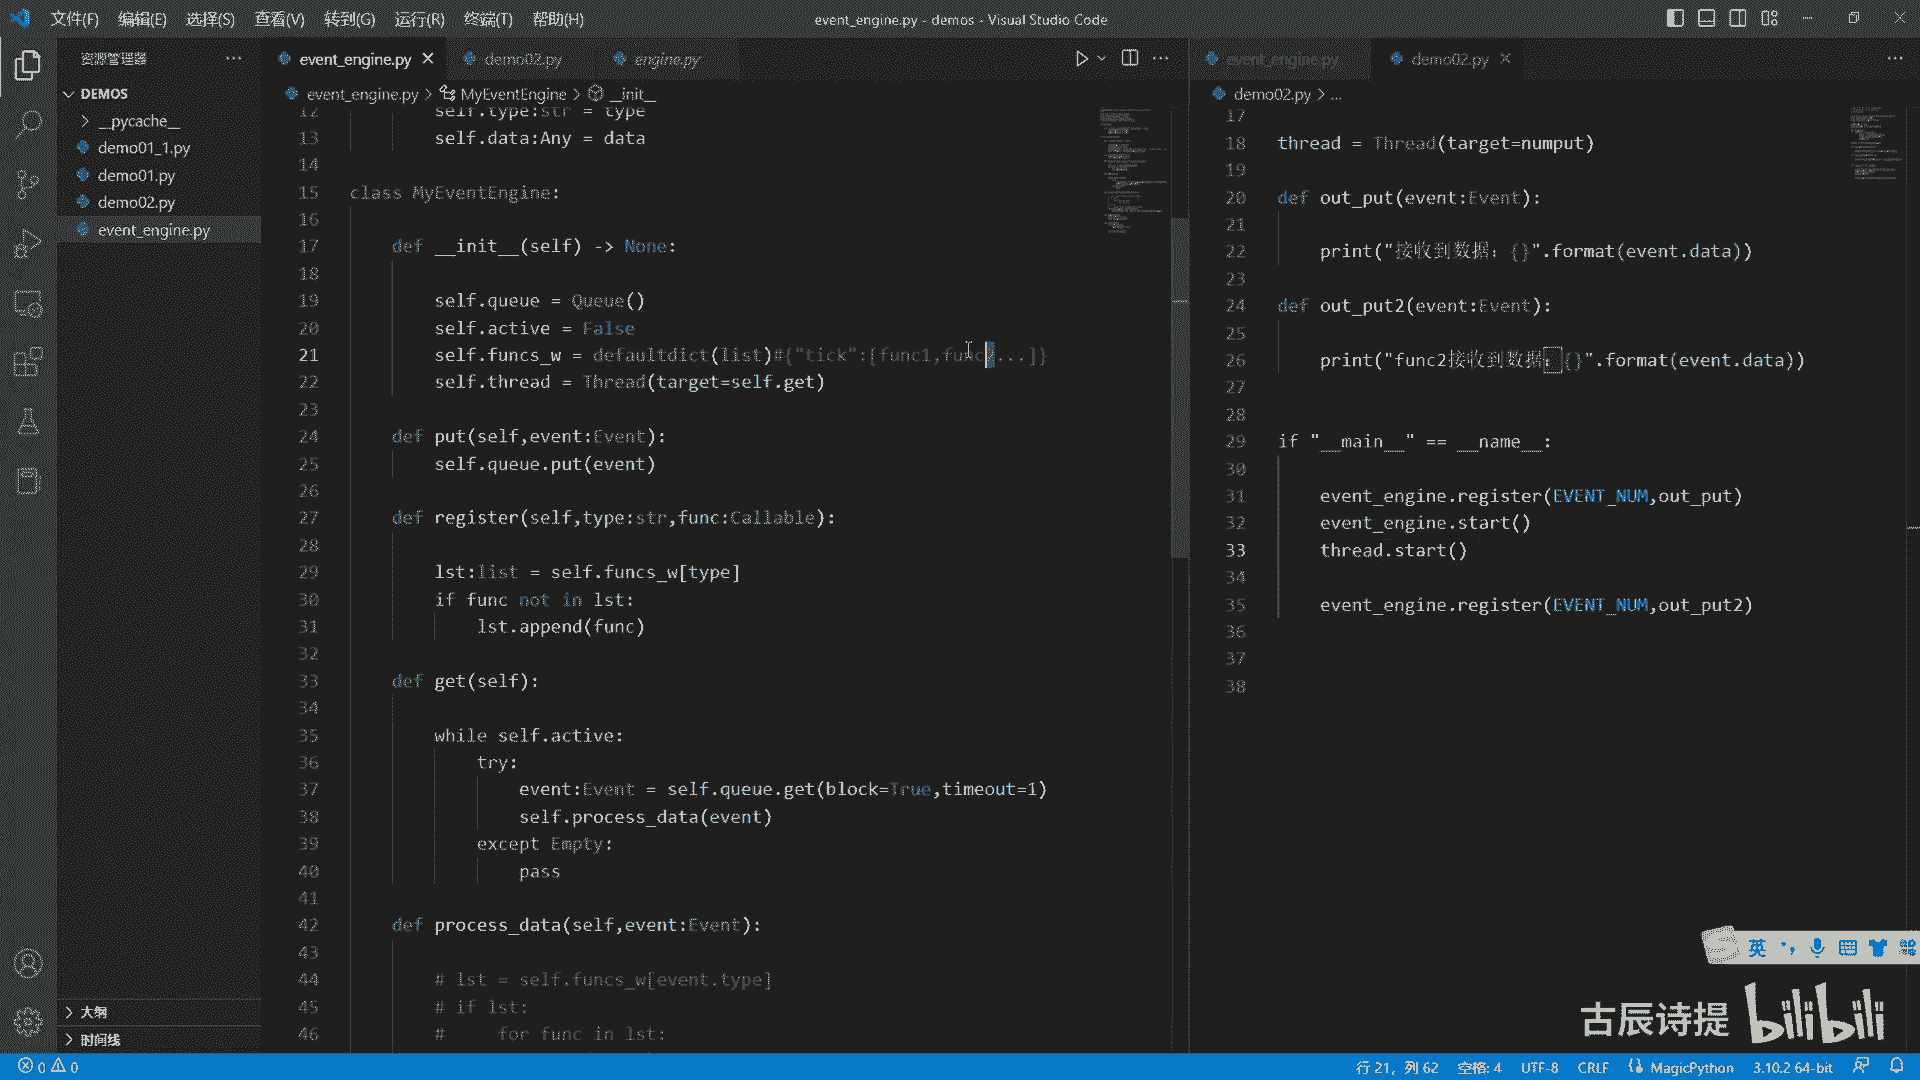 文件(F) 编辑(E) 选择(S) 查看(V) 转到(G) 运行(R) 终端(T) 帮助(H)
event_engine.py - demos - Visual Studio Code
资源管理器
DEMOS
__pycache__
demo01_1.py
demo01.py
demo02.py
event_engine.py
大纲
时间线
event_engine.py demo02.py engine.py
event_engine.py > MyEventEngine > __init__
12 self.type:str = type
13 self.data:Any = data
14
15 class MyEventEngine:
16
17 def __init__(self) -> None:
18
19 self.queue = Queue()
20 self.active = False
21 self.funcs_w = defaultdict(list)#{"tick":[func1,func2...]}
22 self.thread = Thread(target=self.get)
23
24 def put(self,event:Event):
25 self.queue.put(event)
26
27 def register(self,type:str,func:Callable):
28
29 lst:list = self.funcs_w[type]
30 if func not in lst:
31 lst.append(func)
32
33 def get(self):
34
35 while self.active:
36 try:
37 event:Event = self.queue.get(block=True,timeout=1)
38 self.process_data(event)
39 except Empty:
40 pass
41
42 def process_data(self,event:Event):
43
44 # lst = self.funcs_w[event.type]
45 # if lst:
46 # for func in lst:
event_engine.py demo02.py
demo02.py > ...
17
18 thread = Thread(target=numput)
19
20 def out_put(event:Event):
21
22 print("接收到数据：{}".format(event.data))
23
24 def out_put2(event:Event):
25
26 print("func2接收到数据：{}".format(event.data))
27
28
29 if "__main__" == __name__:
30
31 event_engine.register(EVENT_NUM,out_put)
32 event_engine.start()
33 thread.start()
34
35 event_engine.register(EVENT_NUM,out_put2)
36
37
38
英
古辰诗提 bilibili
0 0
行 21，列 62 空格: 4 UTF-8 CRLF MagicPython 3.10.2 64-bit